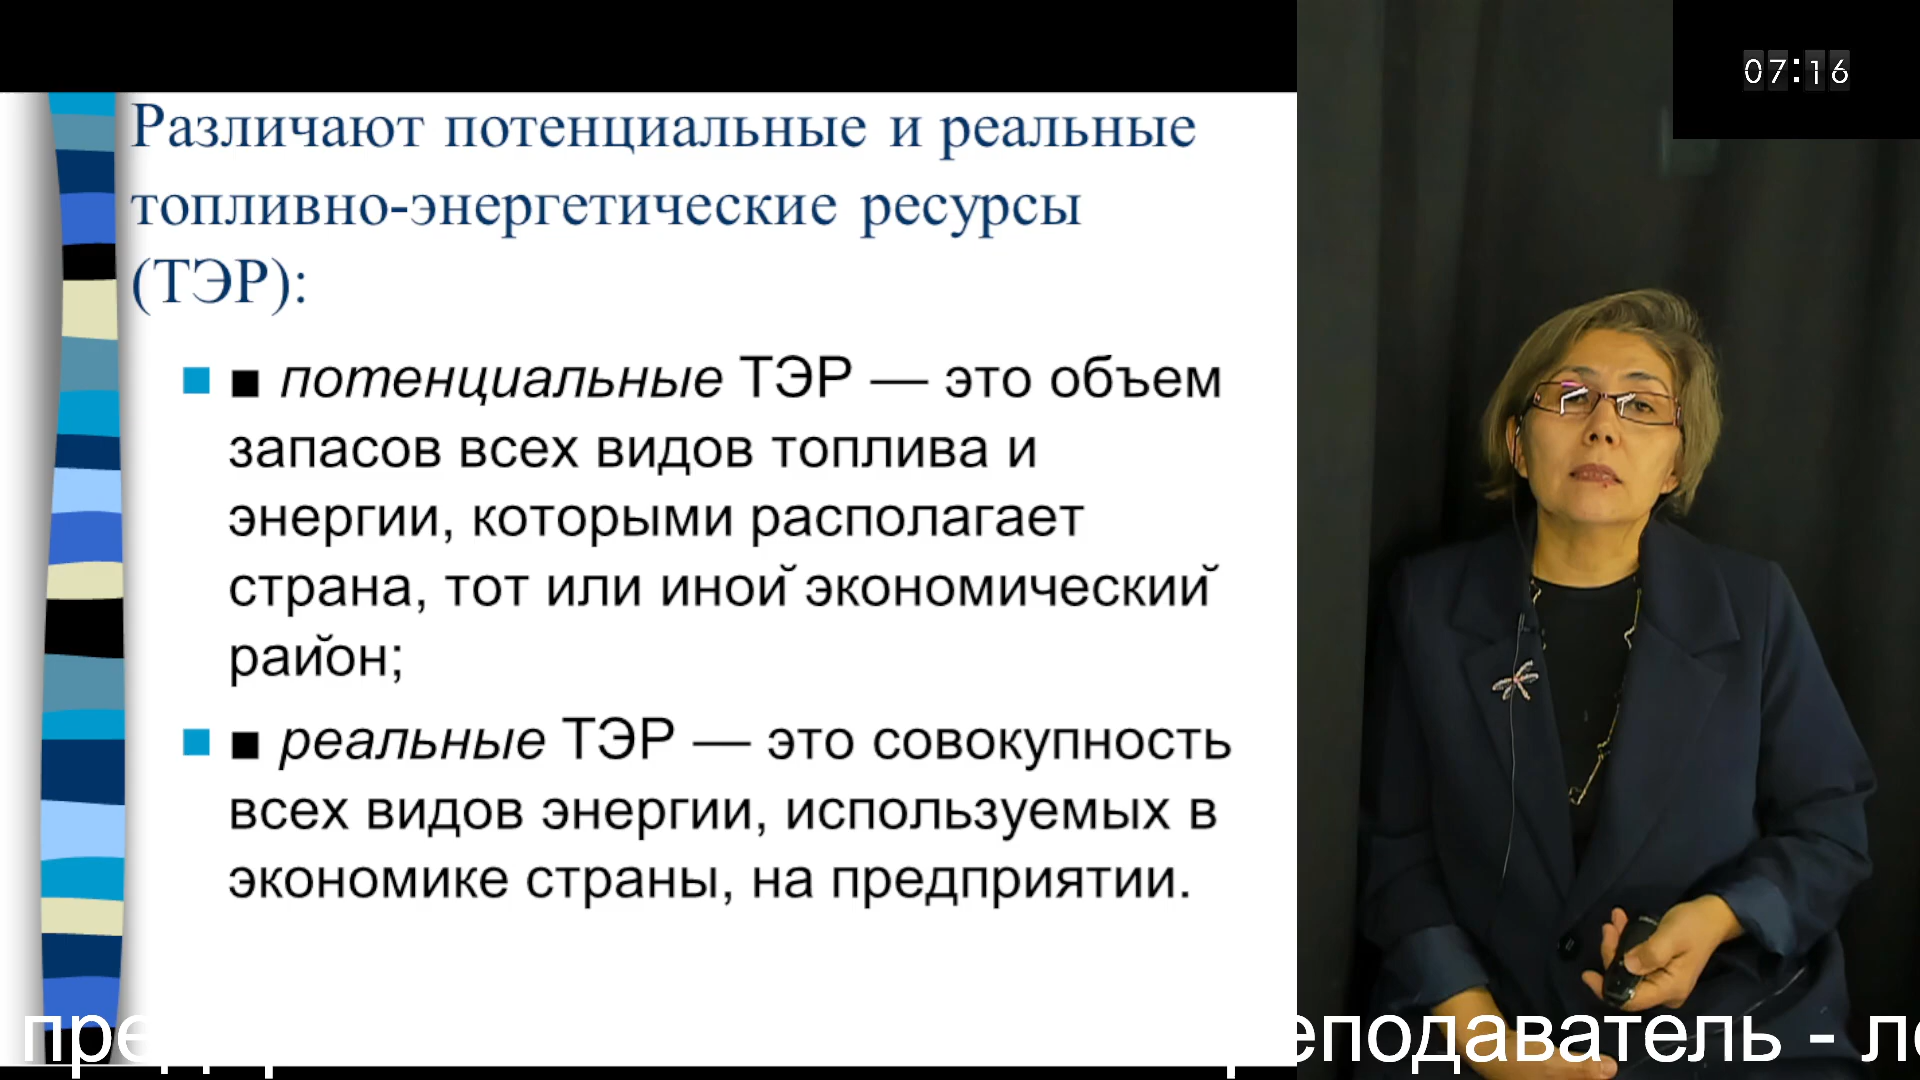 07:16
Различают потенциальные и реальные
топливно-энергетические ресурсы
(ТЭР):
■ потенциальные ТЭР — это объем
запасов всех видов топлива и
энергии, которыми располагает
страна, тот или иной экономический
район;
■ реальные ТЭР — это совокупность
всех видов энергии, используемых в
экономике страны, на предприятии.
еподаватель -